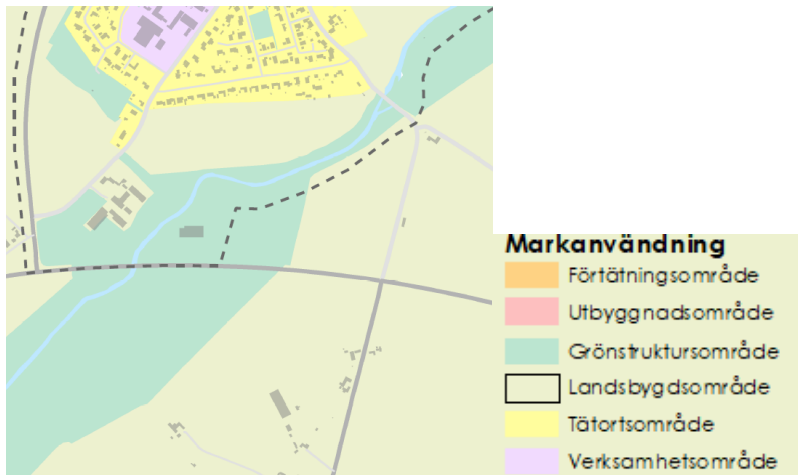 Markanvändning
Förtätningsområde
Utbyggnadsområde
Grönstruktursområde
Landsbygdsområde
Tätortsområde
Verksamhetsområde